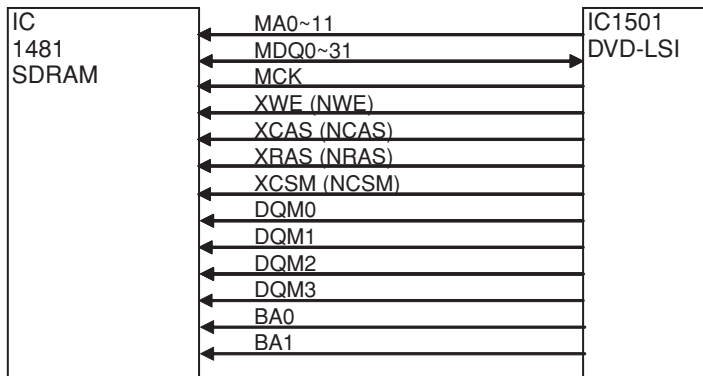 IC
1481
SDRAM
MA0~11
MDQ0~31
MCK
XWE (NWE)
XCAS (NCAS)
XRAS (NRAS)
XCSM (NCSM)
DQM0
DQM1
DQM2
DQM3
BA0
BA1
IC1501
DVD-LSI